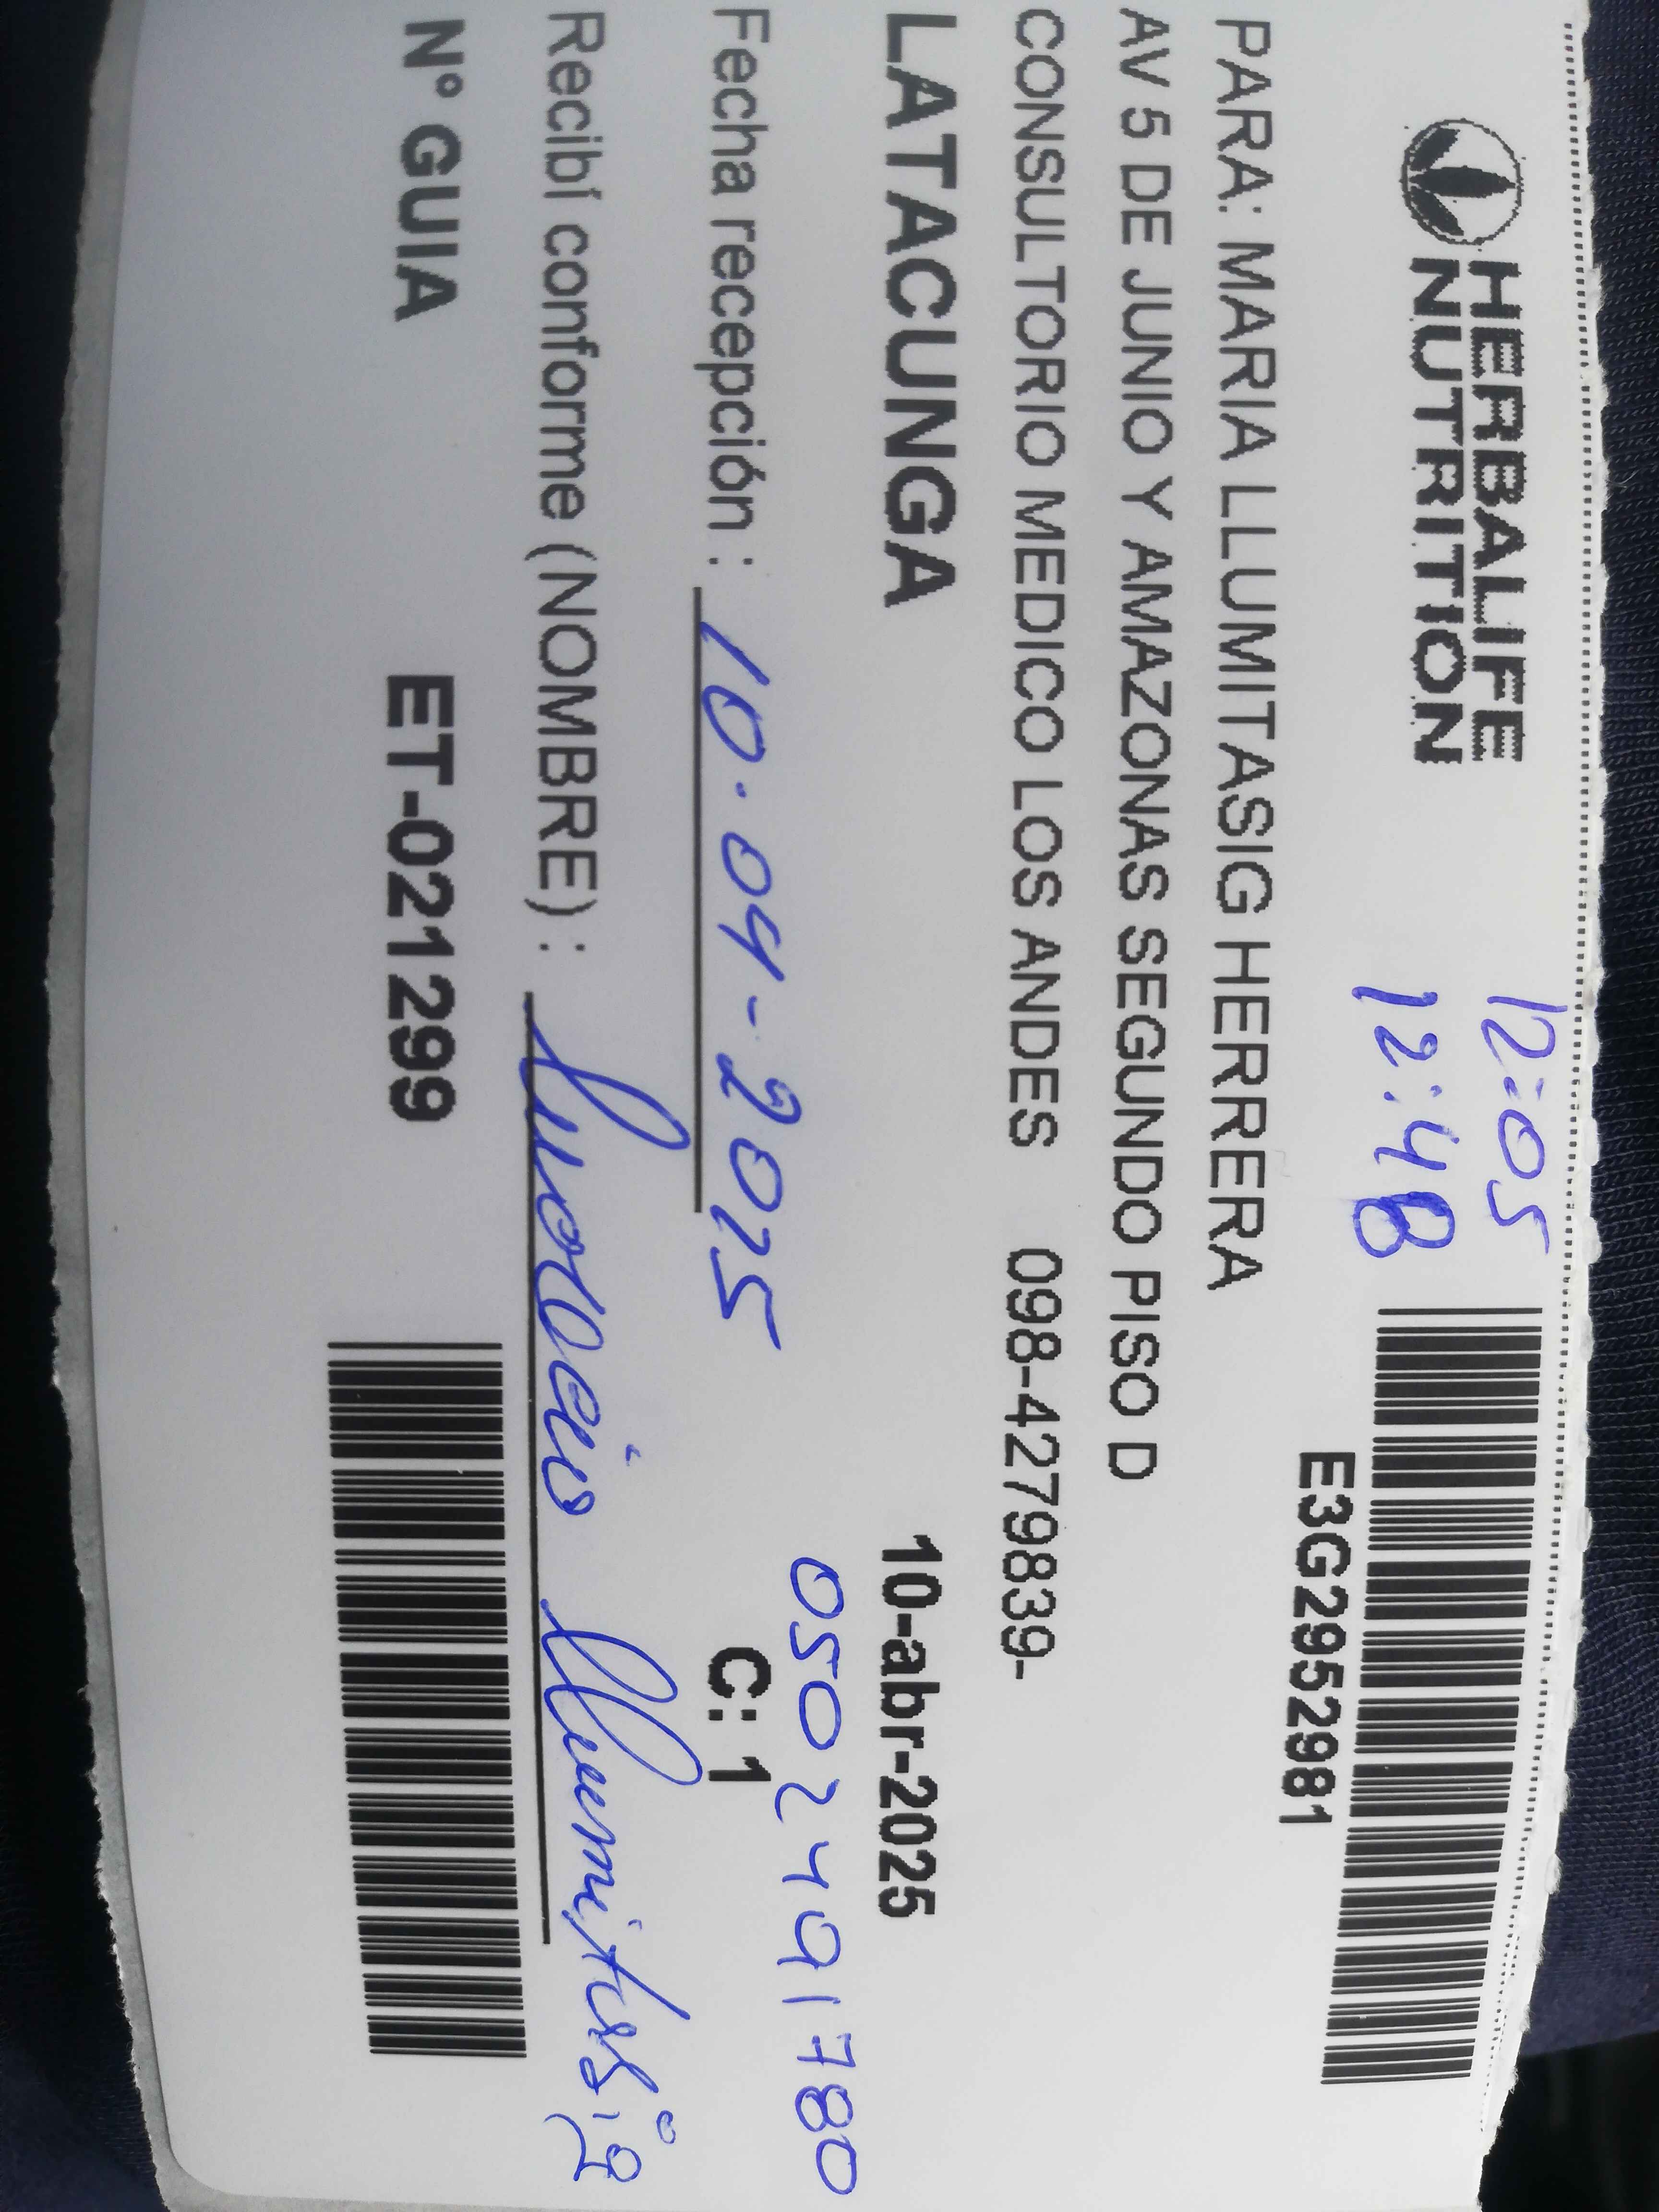 HERBALIFE
NUTRITION
12:05
12:48
E3G2952981
PARA: MARIA LLUMITASIG HERRERA
AV 5 DE JUNIO Y AMAZONAS SEGUNDO PISO D
CONSULTORIO MEDICO LOS ANDES 098-4279839-
LATACUNGA 10-abr-2025
0502491780
Fecha recepción : 10.04-2025 C: 1
Recibí conforme (NOMBRE) : Llumitasig
N° GUIA ET-021299